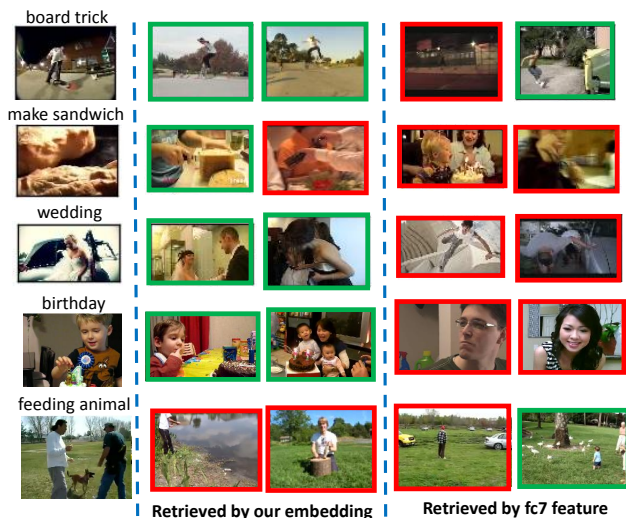 board trick
make sandwich
wedding
birthday
feeding animal
Retrieved by our embedding
Retrieved by fc7 feature